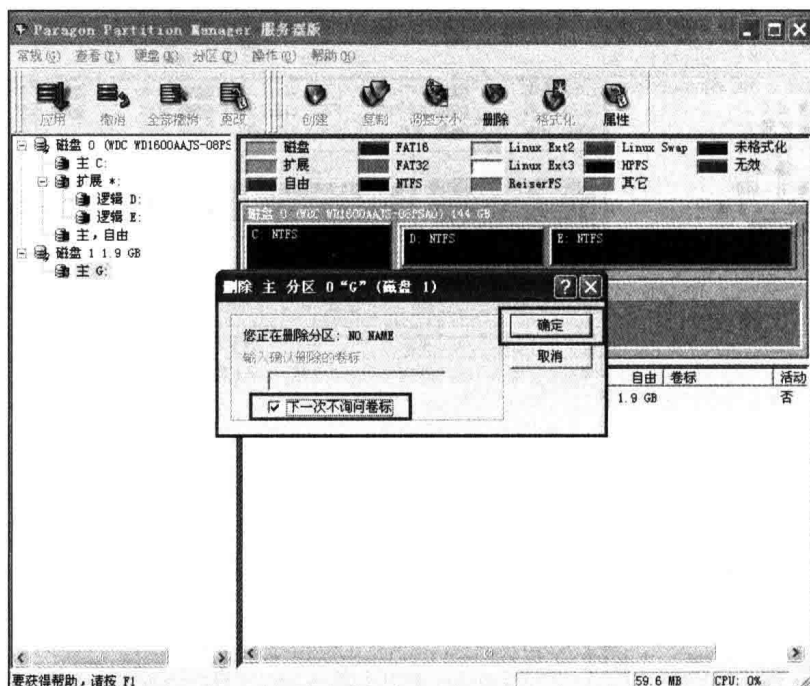 Paragon Partition Manager 服务器版
常规(G) 查看(V) 硬盘(K) 分区(P) 操作(O) 帮助(H)
应用 撤消 全部撤消 更改 创建 复制 调整大小 删除 格式化 属性
磁盘 0 (WDC WD1600AAJS-08PS
主 C:
扩展 *:
逻辑 D:
逻辑 E:
主,自由
磁盘 1 1.9 GB
主 G:
磁盘 FAT16 Linux Ext2 Linux Swap 未格式化
扩展 FAT32 Linux Ext3 HPFS 无效
自由 NTFS ReiserFS 其它
磁盘 0 (WDC WD1600AAJS-08PSA0) 144 GB
C: NTFS D: NTFS E: NTFS
删除 主 分区 0 “G” (磁盘 1)
您正在删除分区: NO NAME
输入确认删除的卷标
下一次不询问卷标
确定
取消
自由 卷标 活动
1.9 GB 否
要获得帮助,请按 F1 59.6 MB CPU: 0%